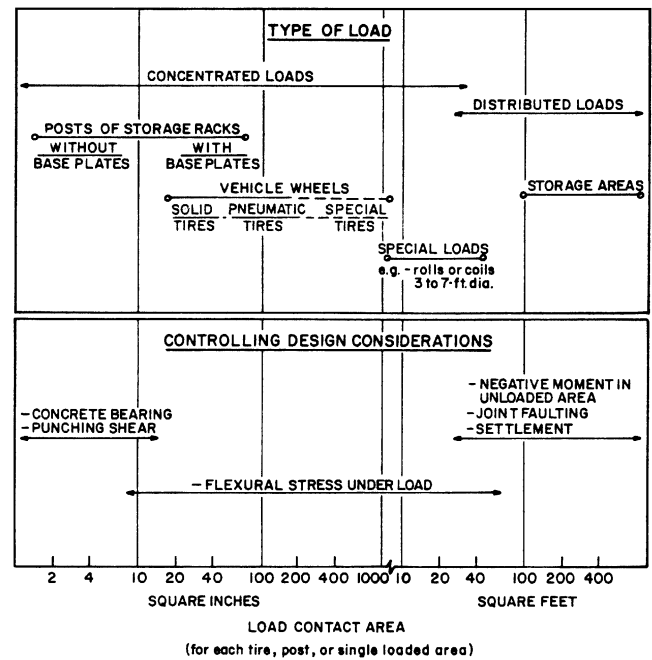 TYPE OF LOAD
CONCENTRATED LOADS
DISTRIBUTED LOADS
POSTS OF STORAGE RACKS
WITHOUT BASE PLATES
WITH BASE PLATES
VEHICLE WHEELS
SOLID TIRES
PNEUMATIC TIRES
SPECIAL TIRES
STORAGE AREAS
SPECIAL LOADS
e.g. - rolls or coils
3 to 7-ft. dia.
CONTROLLING DESIGN CONSIDERATIONS
- CONCRETE BEARING
- PUNCHING SHEAR
- NEGATIVE MOMENT IN
UNLOADED AREA
- JOINT FAULTING
- SETTLEMENT
- FLEXURAL STRESS UNDER LOAD
2 4 10 20 40 100 200 400 1000 10 20 40 100 200 400
SQUARE INCHES SQUARE FEET
LOAD CONTACT AREA
(for each tire, post, or single loaded area)